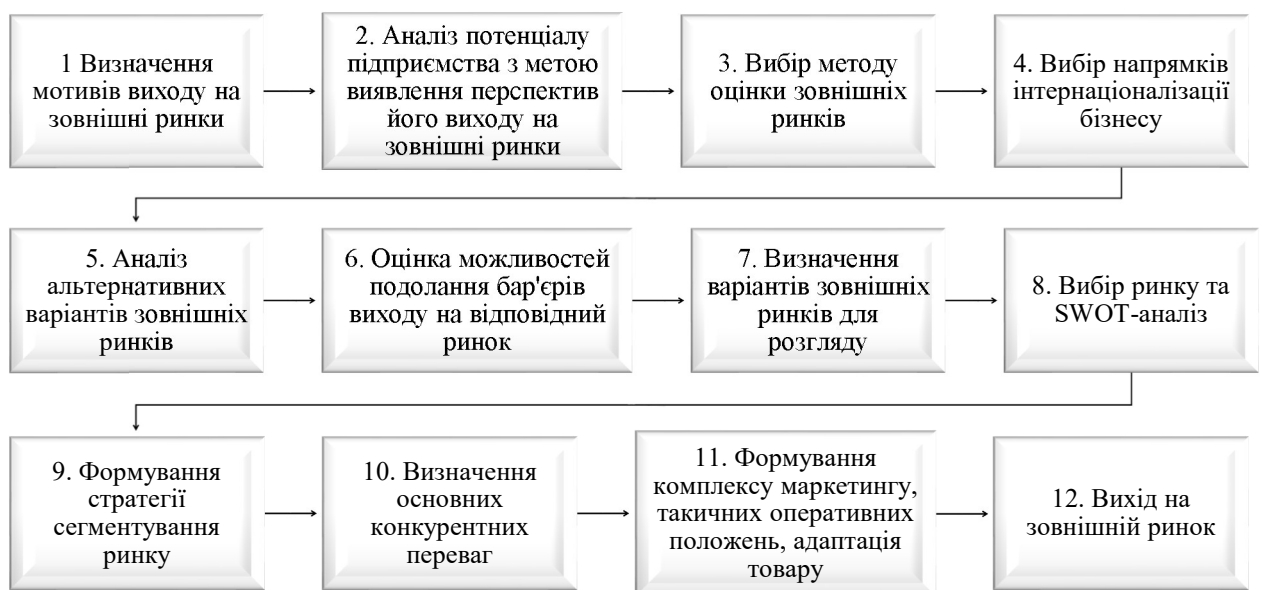 1 Визначення
мотивів виходу на
зовнішні ринки
2. Аналіз потенціалу
підприємства з метою
виявлення перспектив
його виходу на
зовнішні ринки
3. Вибір методу
оцінки зовнішніх
ринків
4. Вибір напрямків
інтернаціоналізації
бізнесу
5. Аналіз
альтернативних
варіантів зовнішніх
ринків
6. Оцінка можливостей
подолання бар'єрів
виходу на відповідний
ринок
7. Визначення
варіантів зовнішніх
ринків для
розгляду
8. Вибір ринку та
SWOT-аналіз
9. Формування
стратегії
сегментування
ринку
10. Визначення
основних
конкурентних
переваг
11. Формування
комплексу маркетингу,
такичних оперативних
положень, адаптація
товару
12. Вихід на
зовнішній ринок